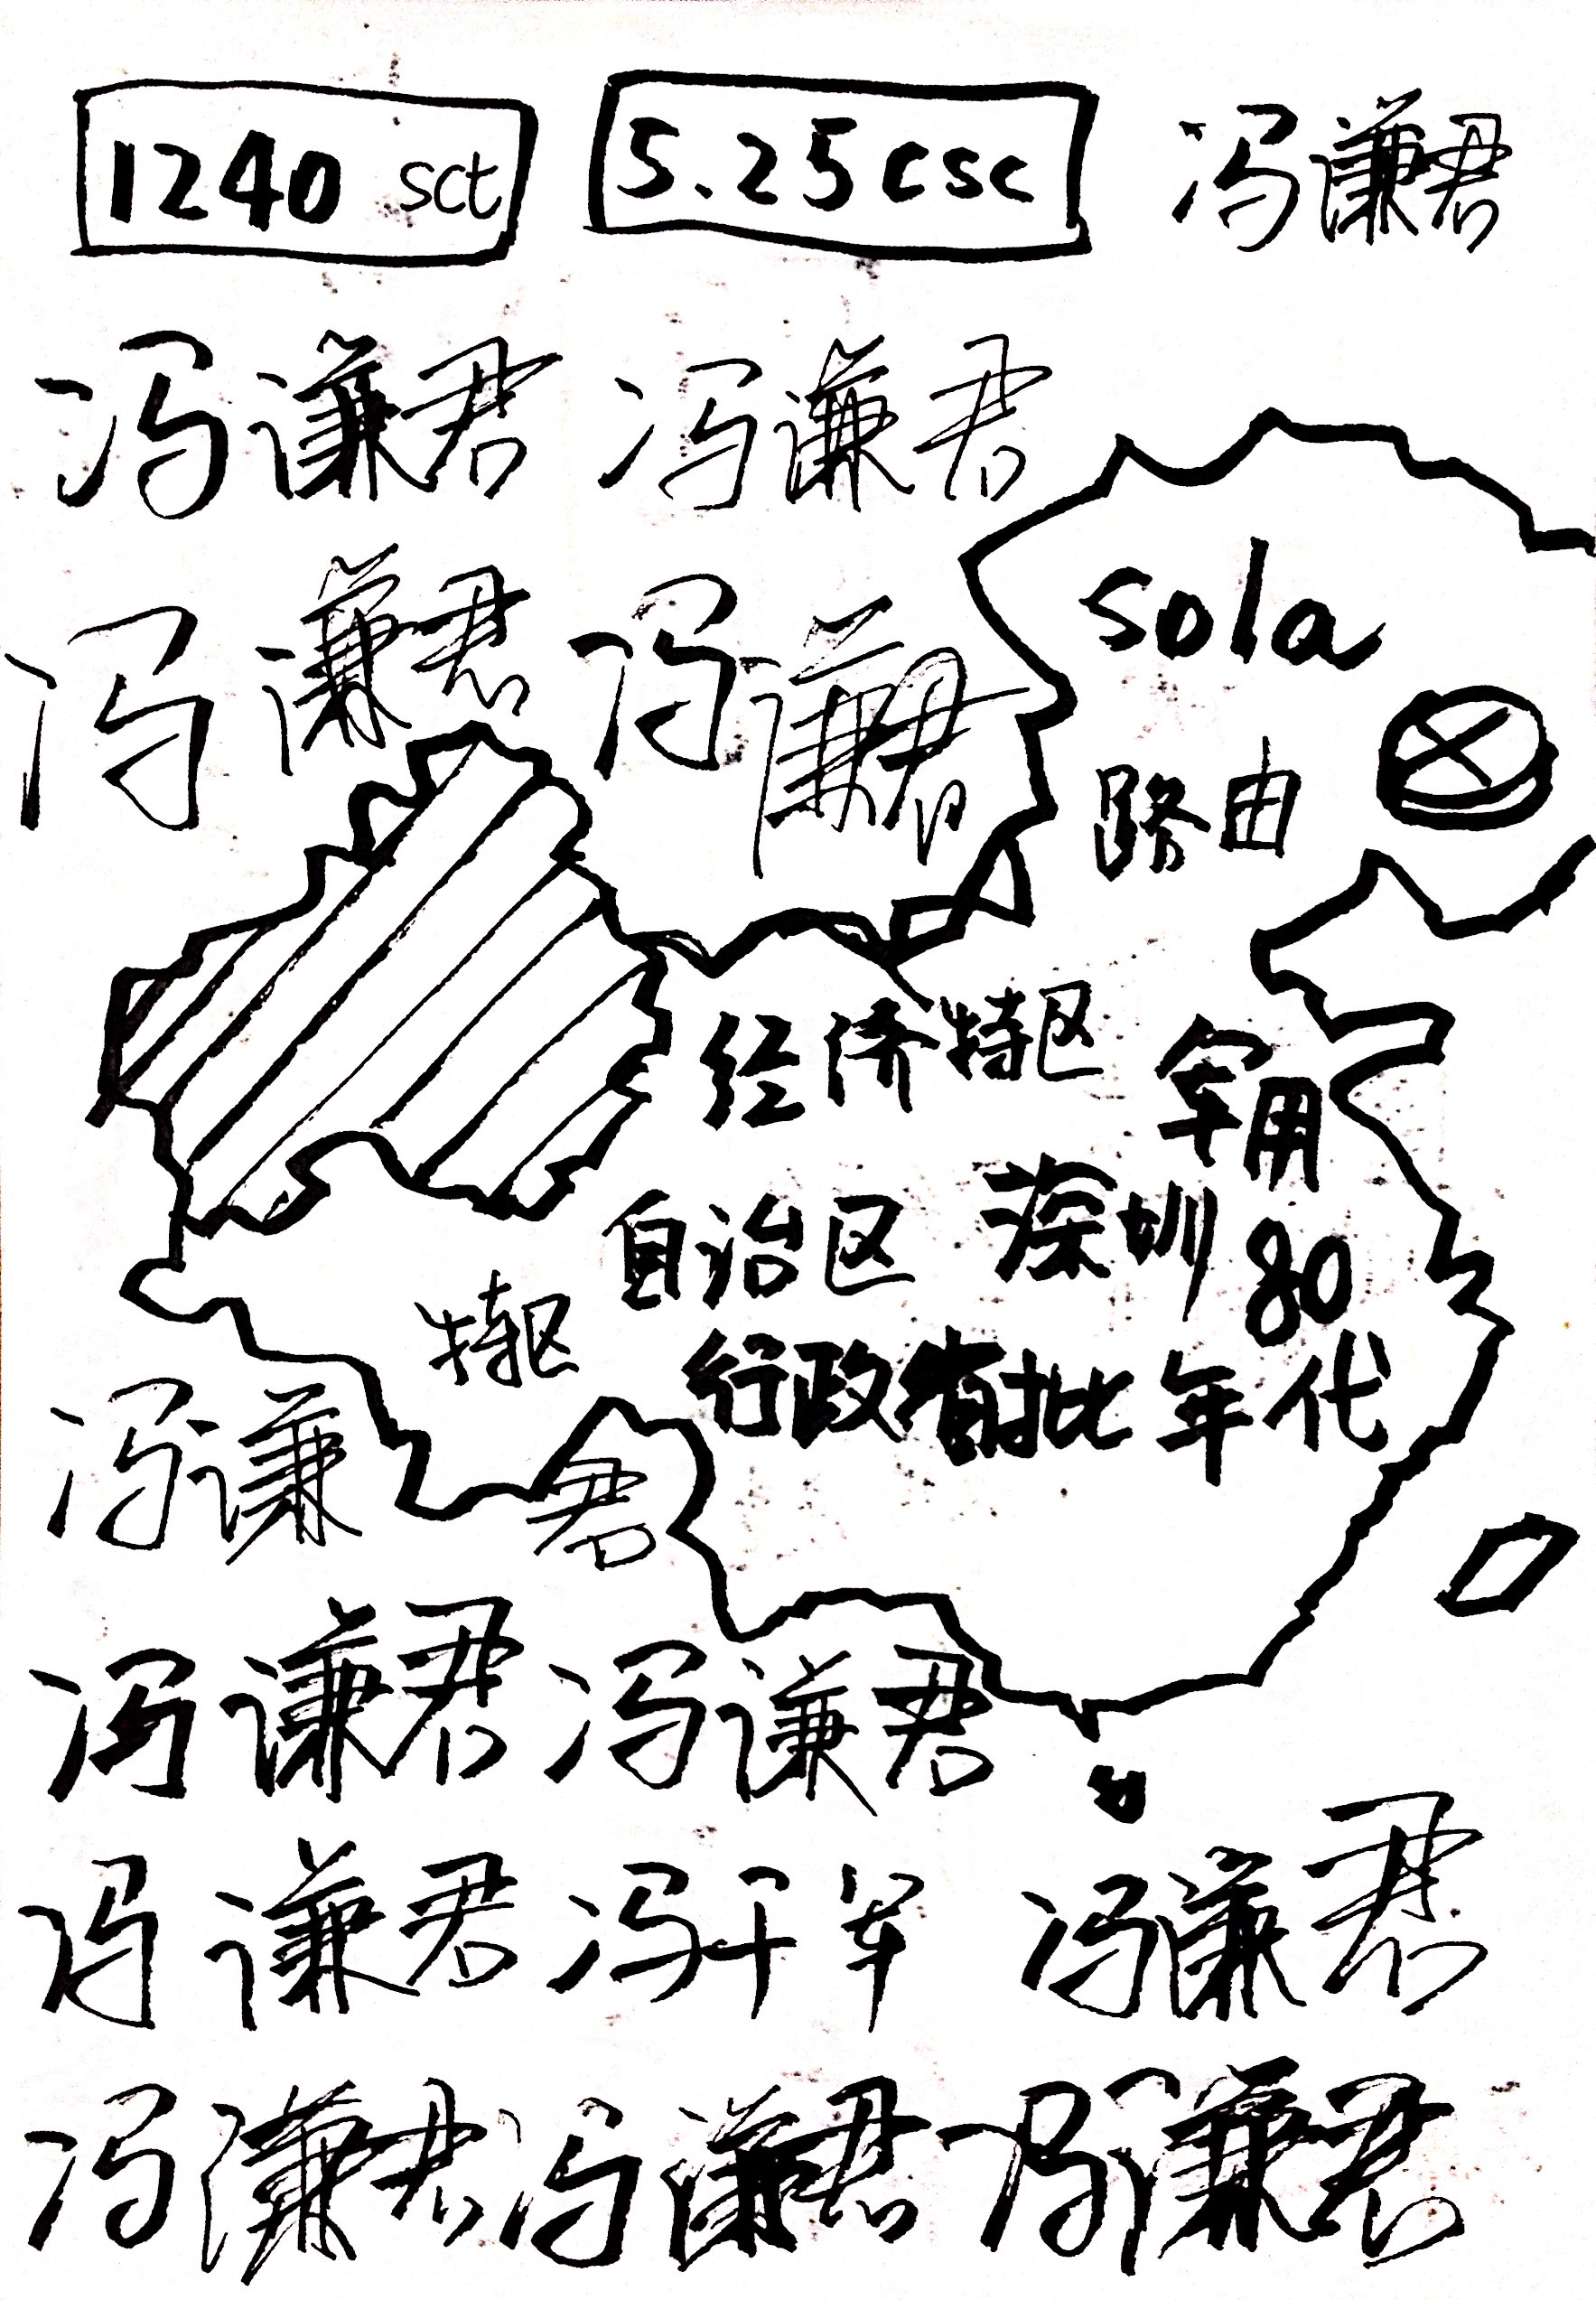 1240 sct 5.25csc 冯谦君
冯谦君 冯谦君
sola
冯谦君 冯谦君
路由
经济特区 军用
自治区 深圳 80
特区 行政有批 年代
冯谦君
冯谦君 冯谦君
冯谦君 冯千军 冯谦君
冯谦君 冯谦君 冯谦君